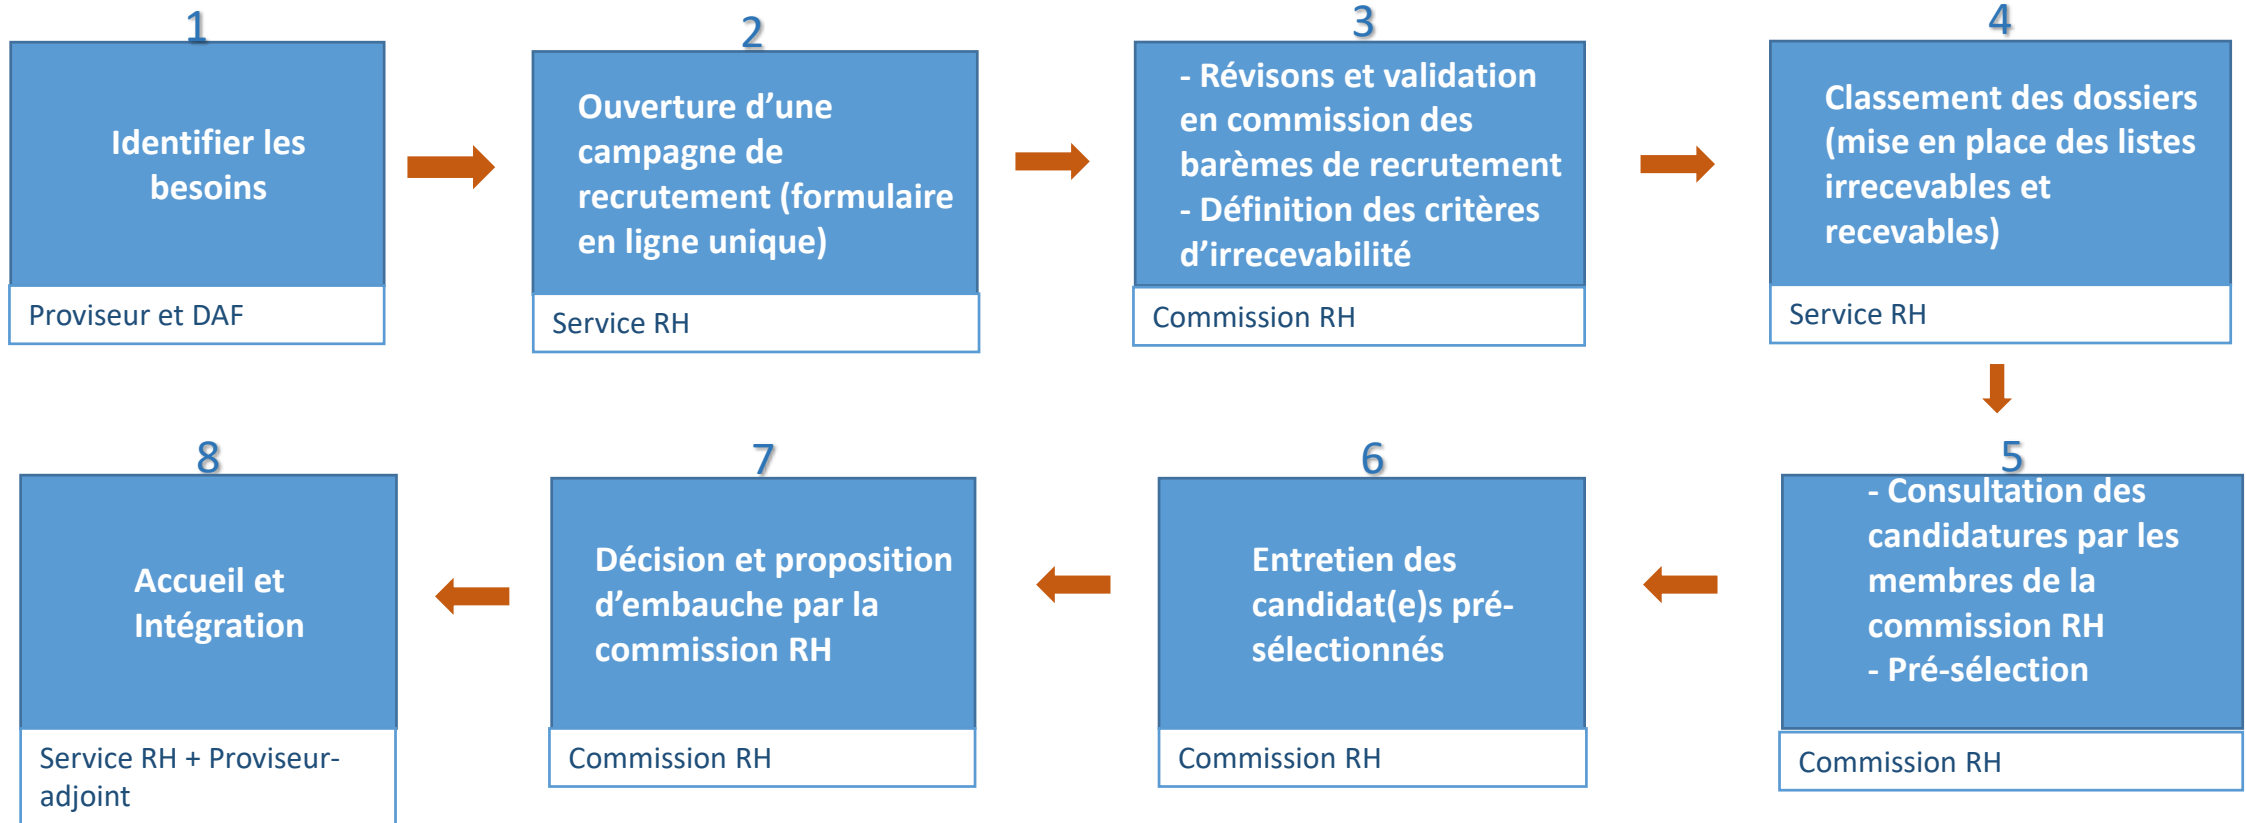 1
Identifier les
besoins
Proviseur et DAF
2
Ouverture d’une
campagne de
recrutement (formulaire
en ligne unique)
Service RH
3
- Révisons et validation
en commission des
barèmes de recrutement
- Définition des critères
d’irrecevabilité
Commission RH
4
Classement des dossiers
(mise en place des listes
irrecevables et
recevables)
Service RH
5
- Consultation des
candidatures par les
membres de la
commission RH
- Pré-sélection
Commission RH
6
Entretien des
candidat(e)s pré-
sélectionnés
Commission RH
7
Décision et proposition
d’embauche par la
commission RH
Commission RH
8
Accueil et
Intégration
Service RH + Proviseur-
adjoint